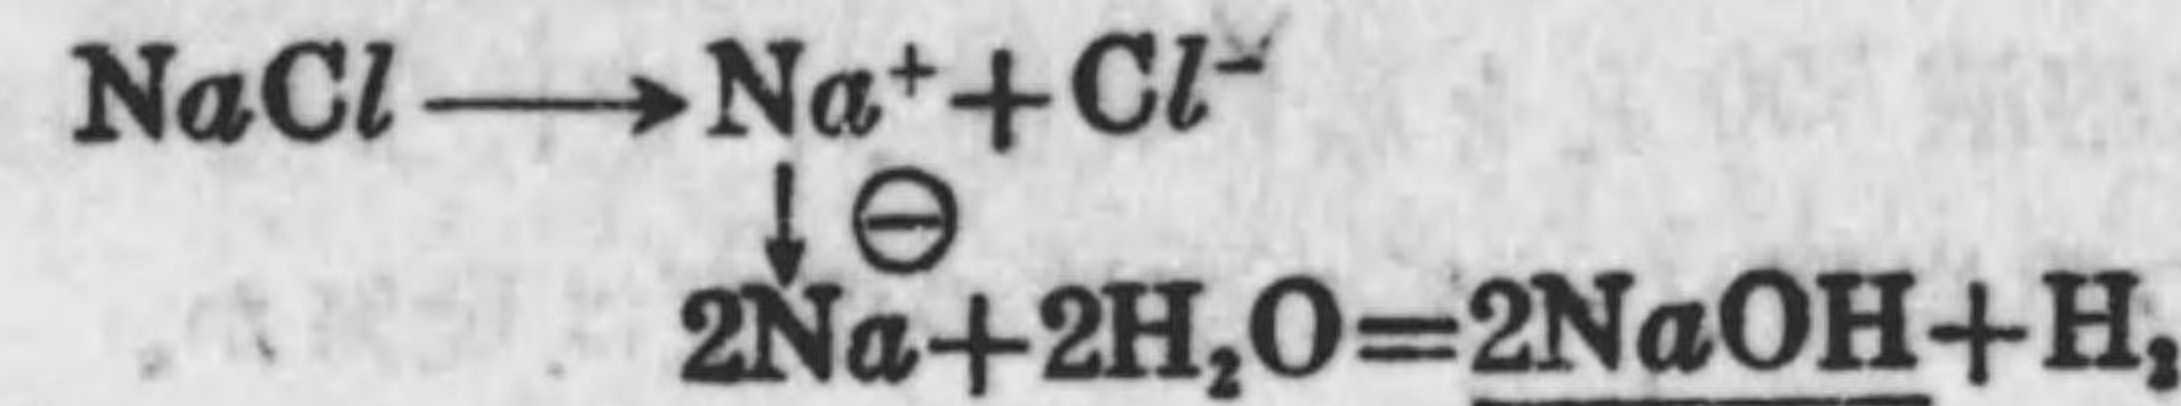 NaCl⟶Na⁺+Cl⁻
↓ ⊖
2Na+2H₂O=2NaOH+H₂